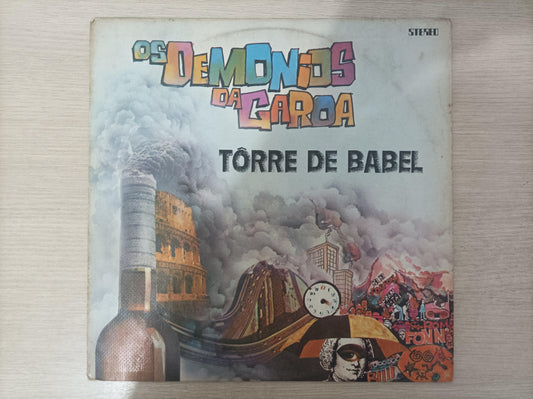 STEREO
OS DEMONIOS
DA GAROA
TÔRRE DE BABEL